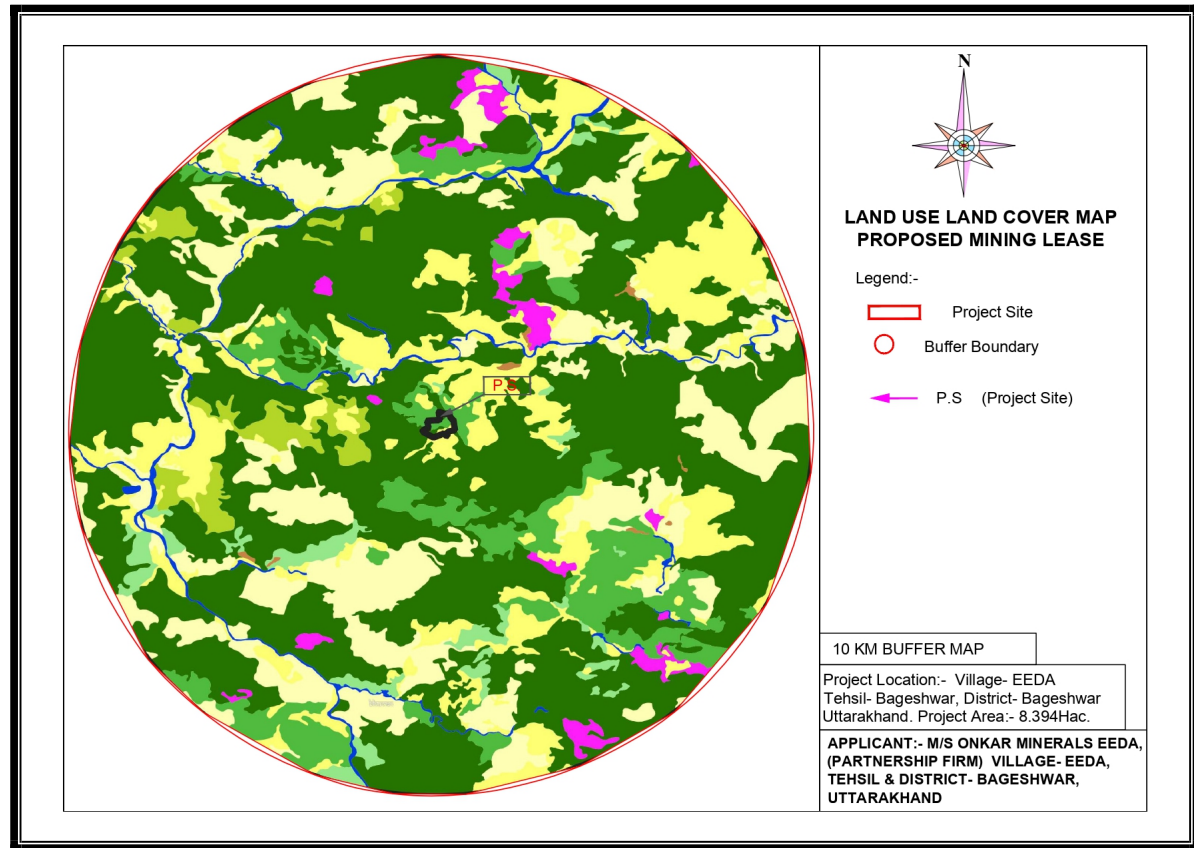 N
LAND USE LAND COVER MAP
PROPOSED MINING LEASE
Legend:-
Project Site
Buffer Boundary
P.S (Project Site)
P.S
10 KM BUFFER MAP
Project Location:- Village- EEDA
Tehsil- Bageshwar, District- Bageshwar
Uttarakhand. Project Area:- 8.394Hac.
APPLICANT:- M/S ONKAR MINERALS EEDA,
(PARTNERSHIP FIRM) VILLAGE- EEDA,
TEHSIL & DISTRICT- BAGESHWAR,
UTTARAKHAND